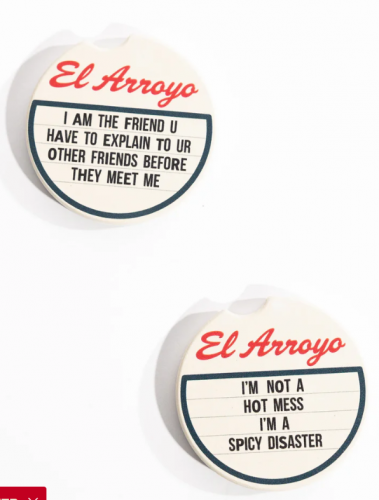 El Arroyo
I AM THE FRIEND U
HAVE TO EXPLAIN TO UR
OTHER FRIENDS BEFORE
THEY MEET ME
El Arroyo
I'M NOT A
HOT MESS
I'M A
SPICY DISASTER